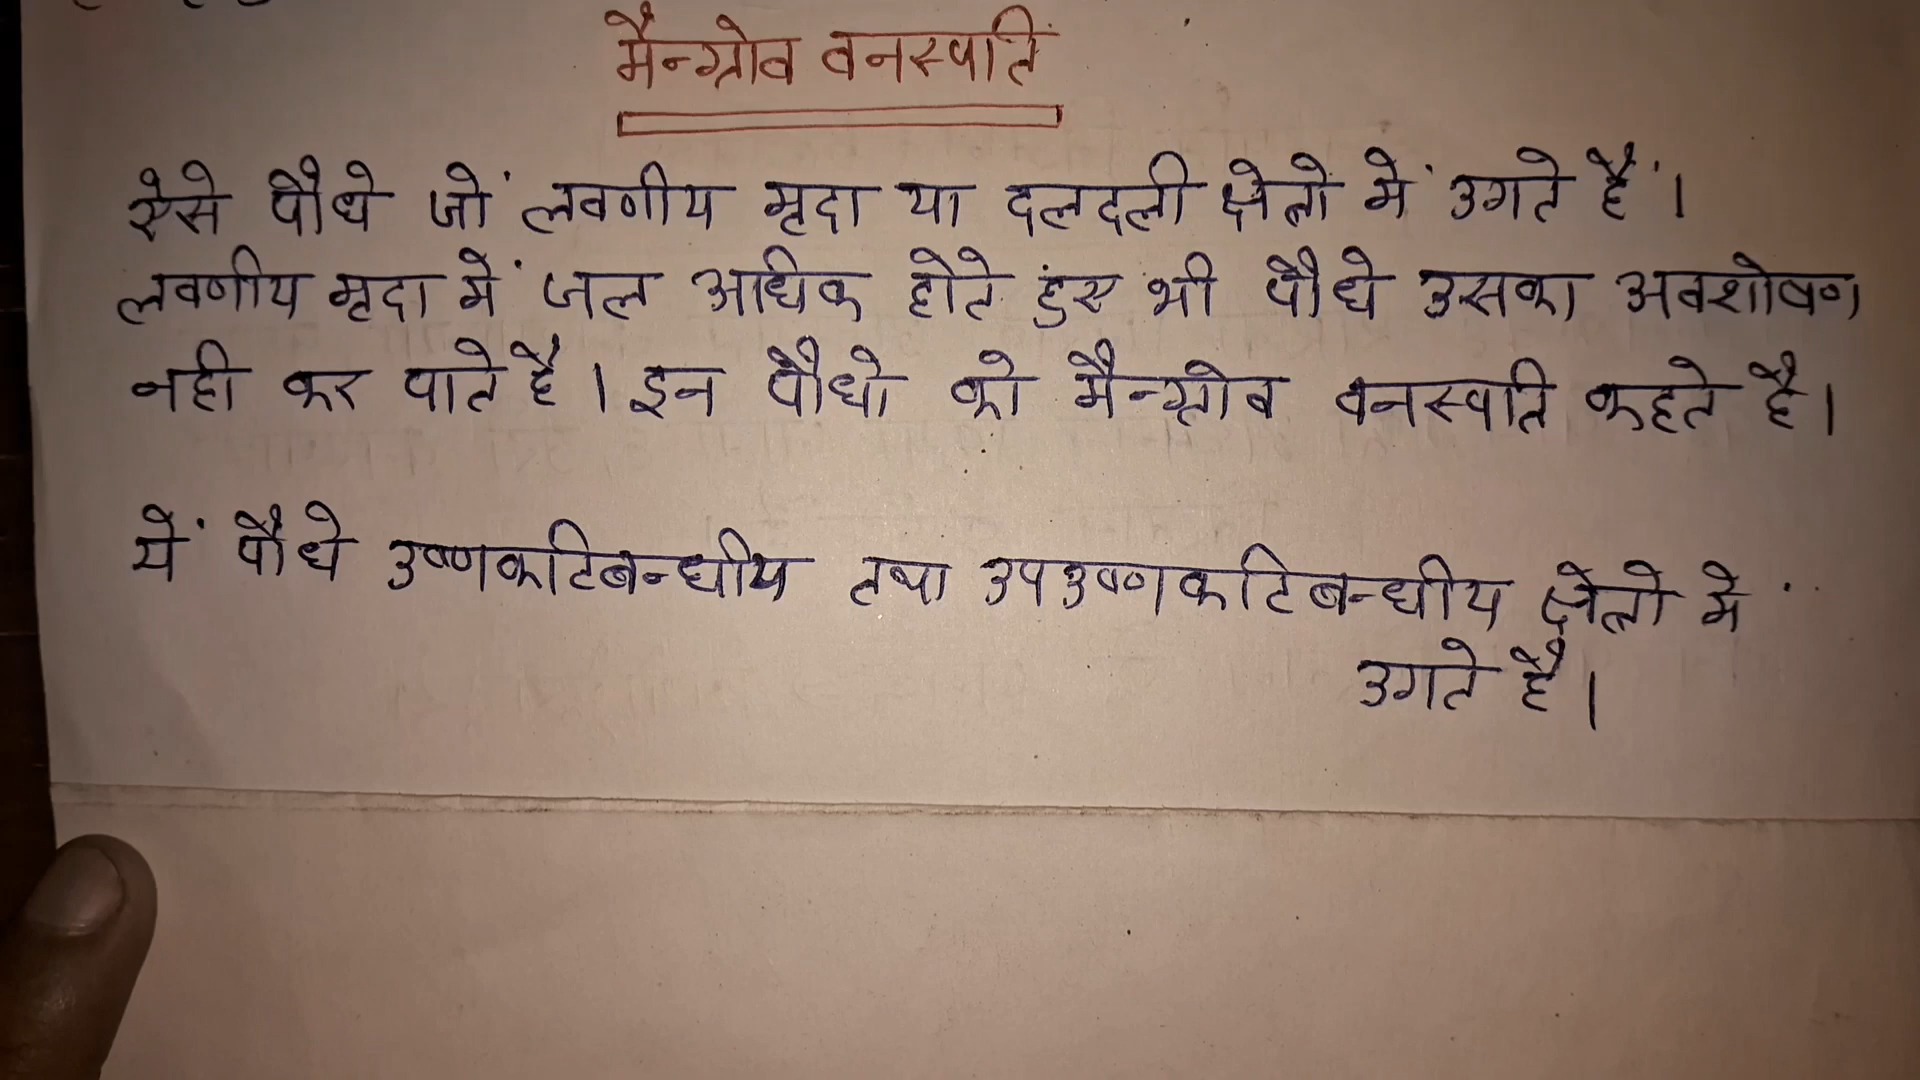 मैन्ग्रोव वनस्पति
ऐसे पौधे जों लवणीय मृदा या दलदली क्षेत्रों में उगते हैं ।
लवणीय मृदा में जल अधिक होते हुए भी पौधे उसका अवशोषण
नही कर पाते है । इन पौधो को मैन्ग्रोव वनस्पति कहते है ।
यें पौधे उष्णकटिबन्धीय तथा उपउष्णकटिबन्धीय क्षेत्रो में
उगते है ।